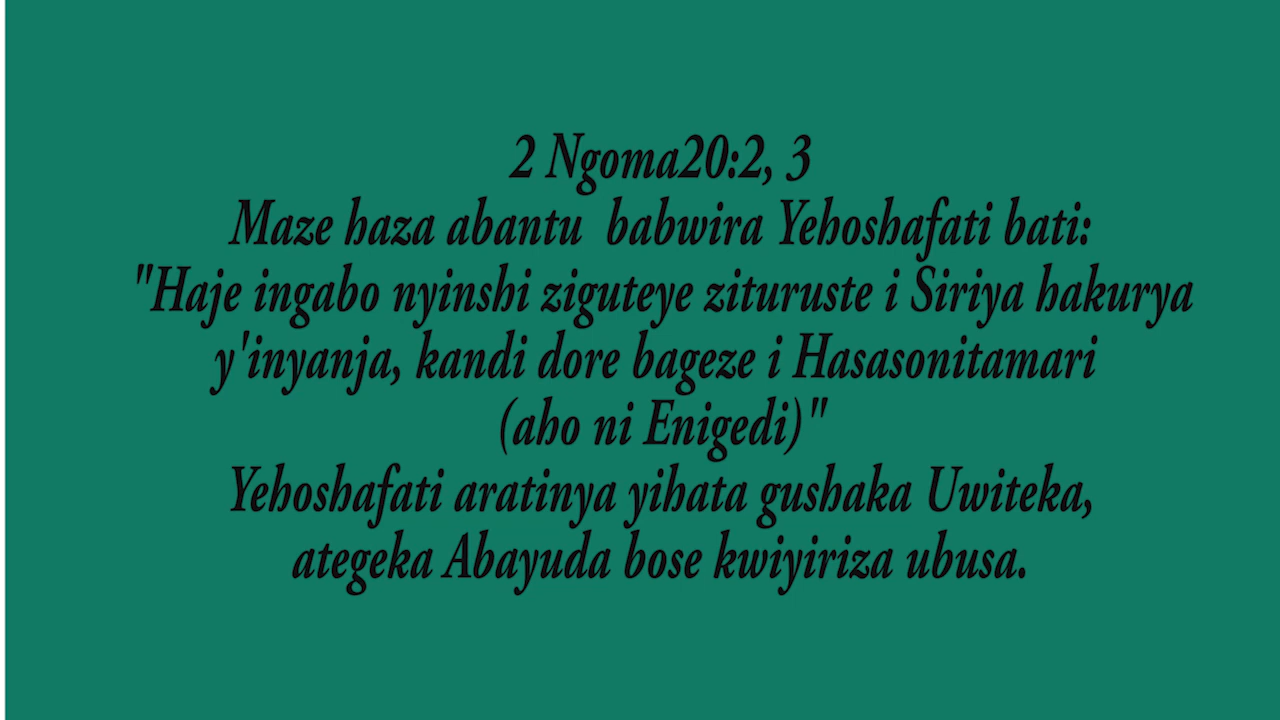 2 Ngoma20:2, 3
Maze haza abantu  babwira Yehoshafati bati:
"Haje ingabo nyinshi ziguteye zituruste i Siriya hakurya
y'inyanja, kandi dore bageze i Hasasonitamari
(aho ni Enigedi)"
Yehoshafati aratinya yihata gushaka Uwiteka,
ategeka Abayuda bose kwiyiriza ubusa.